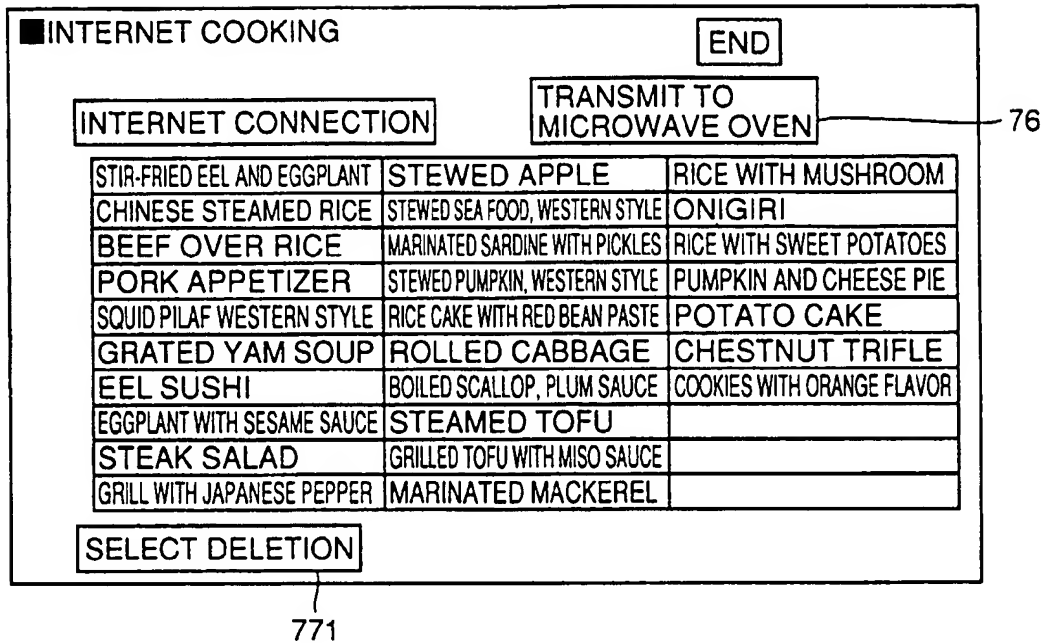 ■INTERNET COOKING
END
INTERNET CONNECTION
TRANSMIT TO
MICROWAVE OVEN
76
STIR-FRIED EEL AND EGGPLANT STEWED APPLE RICE WITH MUSHROOM
CHINESE STEAMED RICE STEWED SEA FOOD, WESTERN STYLE ONIGIRI
BEEF OVER RICE MARINATED SARDINE WITH PICKLES RICE WITH SWEET POTATOES
PORK APPETIZER STEWED PUMPKIN, WESTERN STYLE PUMPKIN AND CHEESE PIE
SQUID PILAF WESTERN STYLE RICE CAKE WITH RED BEAN PASTE POTATO CAKE
GRATED YAM SOUP ROLLED CABBAGE CHESTNUT TRIFLE
EEL SUSHI BOILED SCALLOP, PLUM SAUCE COOKIES WITH ORANGE FLAVOR
EGGPLANT WITH SESAME SAUCE STEAMED TOFU
STEAK SALAD GRILLED TOFU WITH MISO SAUCE
GRILL WITH JAPANESE PEPPER MARINATED MACKEREL
SELECT DELETION
771